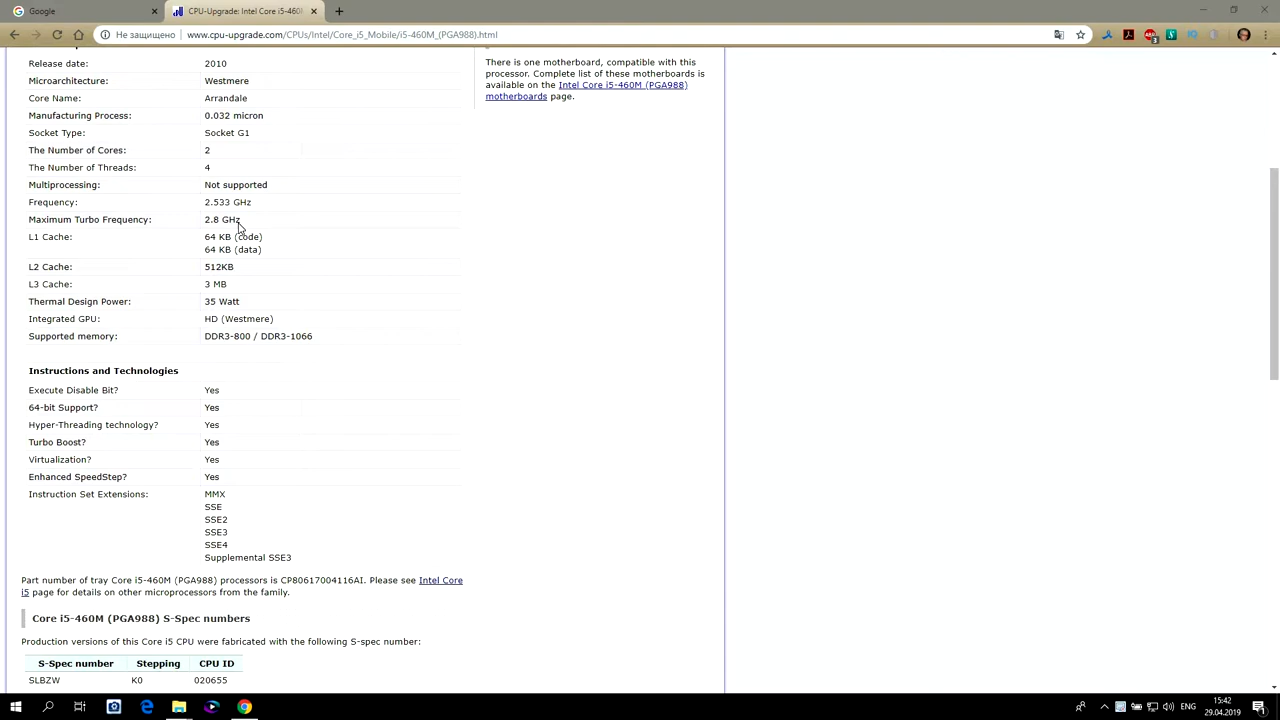 Google
CPU-Upgrade: Intel Core i5-460M
Не защищено
www.cpu-upgrade.com/CPUs/Intel/Core_i5_Mobile/i5-460M_(PGA988).html
Release date: 2010
Microarchitecture: Westmere
Core Name: Arrandale
Manufacturing Process: 0.032 micron
Socket Type: Socket G1
The Number of Cores: 2
The Number of Threads: 4
Multiprocessing: Not supported
Frequency: 2.533 GHz
Maximum Turbo Frequency: 2.8 GHz
L1 Cache: 64 KB (code)
64 KB (data)
L2 Cache: 512KB
L3 Cache: 3 MB
Thermal Design Power: 35 Watt
Integrated GPU: HD (Westmere)
Supported memory: DDR3-800 / DDR3-1066
Instructions and Technologies
Execute Disable Bit? Yes
64-bit Support? Yes
Hyper-Threading technology? Yes
Turbo Boost? Yes
Virtualization? Yes
Enhanced SpeedStep? Yes
Instruction Set Extensions: MMX
SSE
SSE2
SSE3
SSE4
Supplemental SSE3
Part number of tray Core i5-460M (PGA988) processors is CP80617004116AI. Please see Intel Core
i5 page for details on other microprocessors from the family.
Core i5-460M (PGA988) S-Spec numbers
Production versions of this Core i5 CPU were fabricated with the following S-spec number:
S-Spec number Stepping CPU ID
SLBZW K0 020655
There is one motherboard, compatible with this
processor. Complete list of these motherboards is
available on the Intel Core i5-460M (PGA988)
motherboards page.
ENG
15:42
29.04.2019